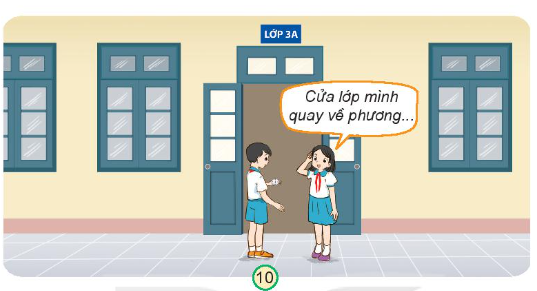 LỚP 3A
Cửa lớp mình
quay về phương...
10